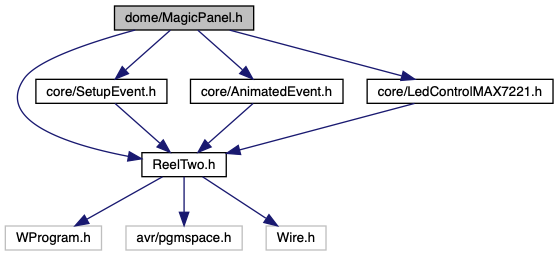 dome/MagicPanel.h
core/SetupEvent.h
core/AnimatedEvent.h
core/LedControlMAX7221.h
ReelTwo.h
WProgram.h
avr/pgmspace.h
Wire.h